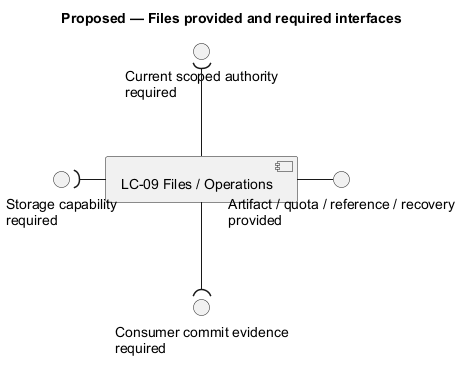 Proposed — Files provided and required interfaces
Current scoped authority
required
LC-09 Files / Operations
Storage capability
required
Artifact / quota / reference / recovery
provided
Consumer commit evidence
required